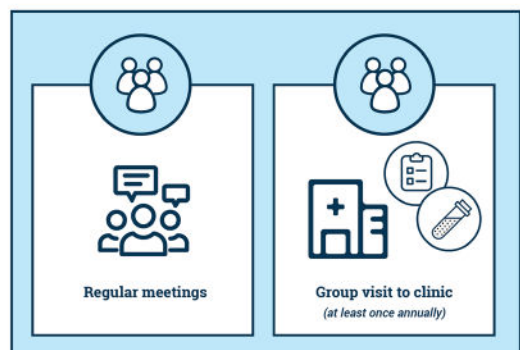 Regular meetings
Group visit to clinic
(at least once annually)